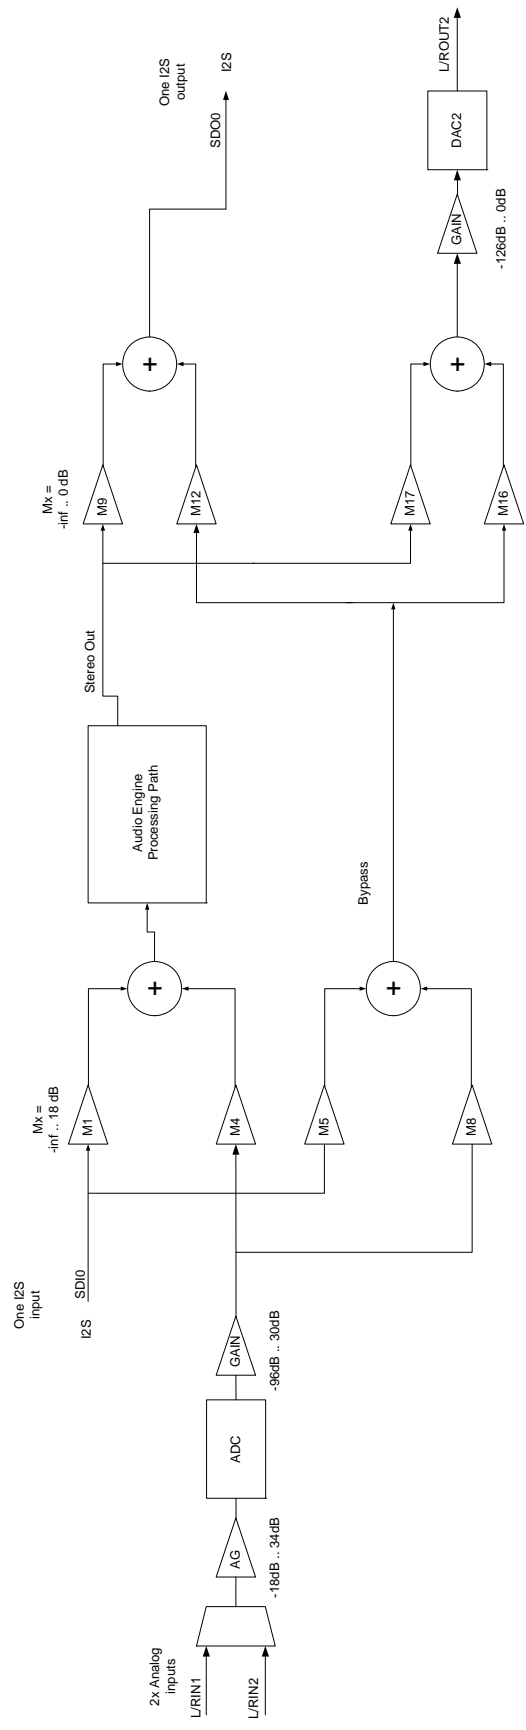 2x Analog
inputs
L/RIN1
L/RIN2
AG
-18dB .. 34dB
ADC
GAIN
-96dB .. 30dB
One I2S
input
I2S
SDI0
Mx =
-inf .. 18 dB
M1
M4
M5
M8
+
+
Audio Engine
Processing Path
Bypass
Stereo Out
Mx =
-inf .. 0 dB
M9
M12
M17
M16
+
+
One I2S
output
SDO0
I2S
GAIN
-126dB .. 0dB
DAC2
L/ROUT2